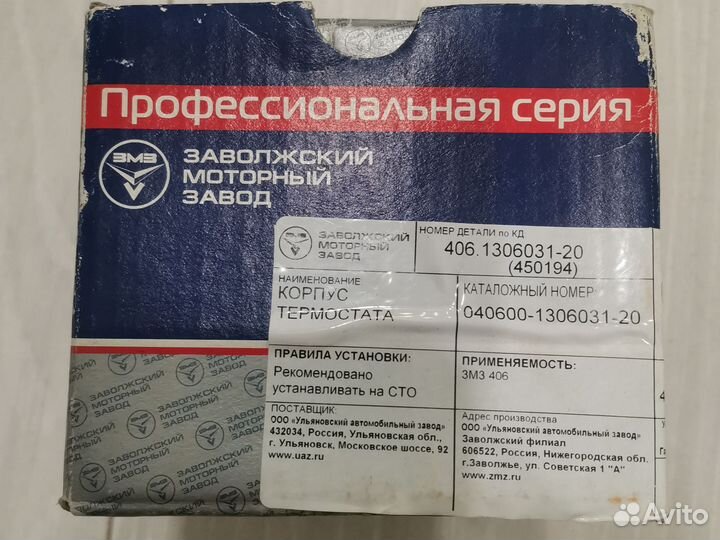 Профессиональная серия
ЗМЗ
ЗАВОЛЖСКИЙ
МОТОРНЫЙ
ЗАВОД
ЗАВОЛЖСКИЙ
МОТОРНЫЙ
ЗАВОД
НОМЕР ДЕТАЛИ по КД
406.1306031-20
(450194)
НАИМЕНОВАНИЕ
КОРПУС
ТЕРМОСТАТА
КАТАЛОЖНЫЙ НОМЕР
040600-1306031-20
ПРАВИЛА УСТАНОВКИ:
Рекомендовано
устанавливать на СТО
ПРИМЕНЯЕМОСТЬ:
ЗМЗ 406
ПОСТАВЩИК:
ООО «Ульяновский автомобильный завод»
432034, Россия, Ульяновская обл.,
г. Ульяновск, Московское шоссе, 92
www.uaz.ru
Адрес производства
ООО «Ульяновский автомобильный завод»
Заволжский филиал
606522, Россия, Нижегородская обл.
г.Заволжье, ул. Советская 1 "А"
www.zmz.ru
ЗАВОЛЖСКИЙ
МОТОРНЫЙ
ЗАВОД
Avito